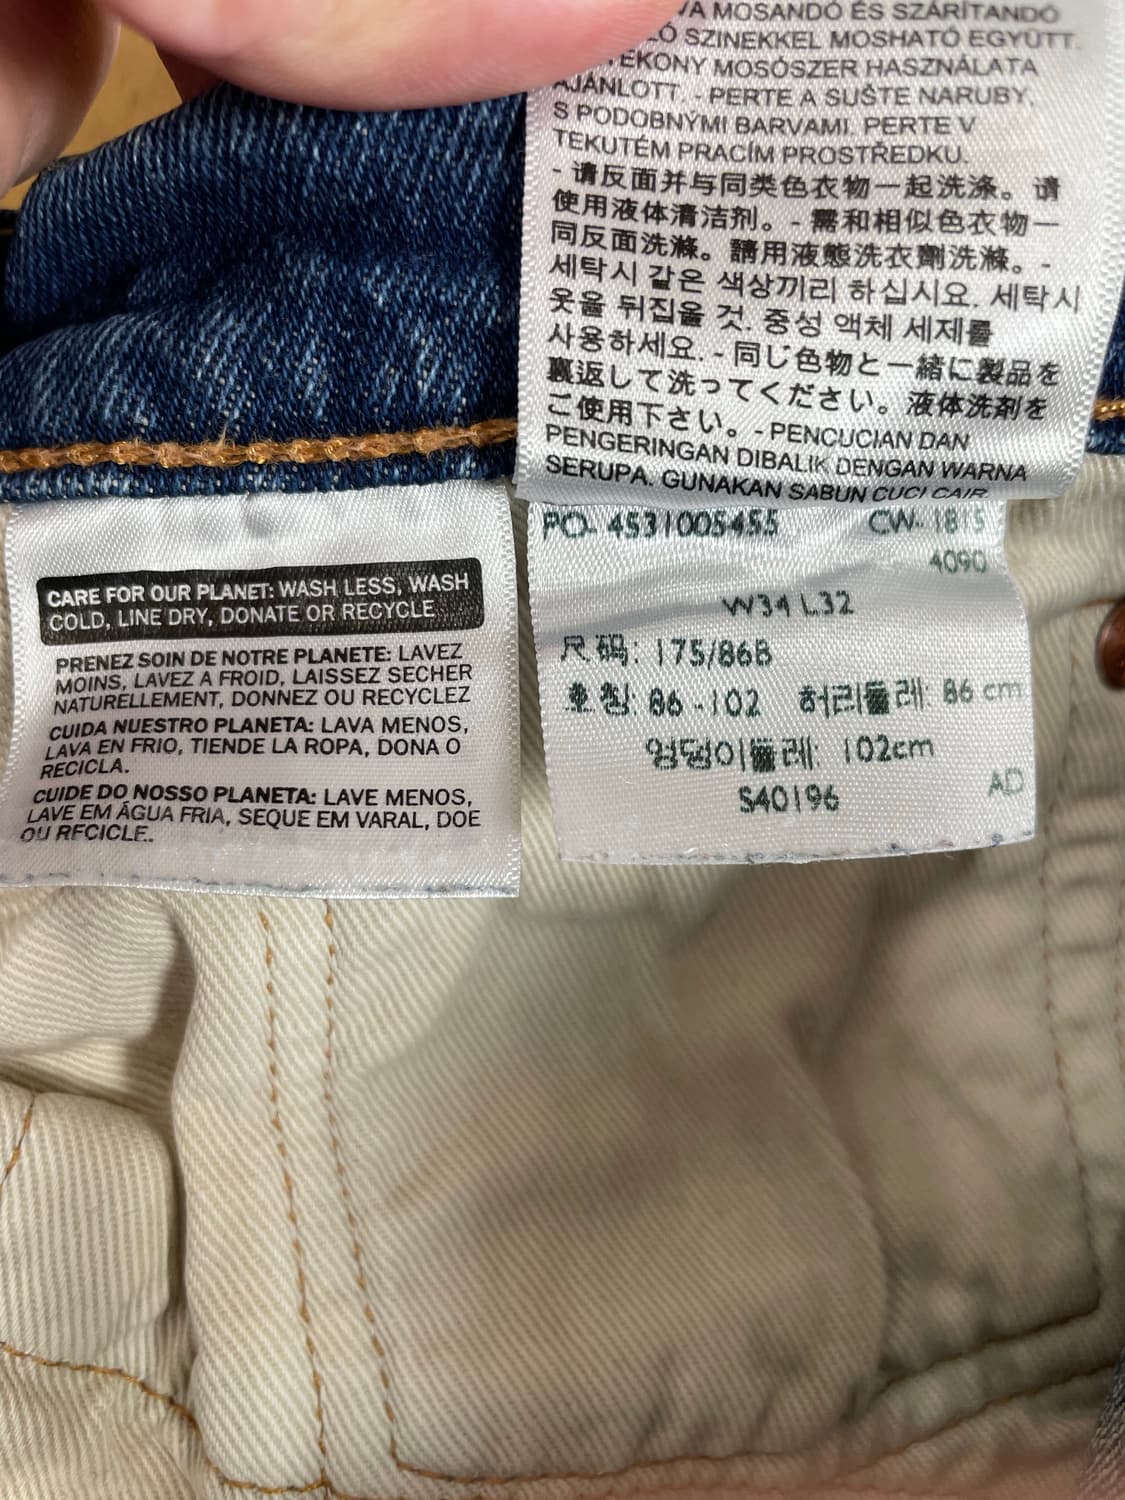 VA MOSANDÓ ÉS SZÁRÍTANDÓ
SZINEKKEL MOSHATÓ EGYÜTT.
EKONY MOSÓSZER HASZNÁLATA
AJÁNLOTT. - PERTE A SUŠTE NARUBY,
S PODOBNÝMI BARVAMI. PERTE V
TEKUTÉM PRACÍM PROSTŘEDKU.
- 请反面并与同类色衣物一起洗涤。请
使用液体清洁剂。- 需和相似色衣物一
同反面洗滌。請用液態洗衣劑洗滌。-
세탁시 같은 색상끼리 하십시요. 세탁시
옷을 뒤집을 것. 중성 액체 세제를
사용하세요. - 同じ色物と一緒に製品を
裏返して洗ってください。液体洗剤を
ご使用下さい。- PENCUCIAN DAN
PENGERINGAN DIBALIK DENGAN WARNA
SERUPA. GUNAKAN SABUN CUCI CAIR
CARE FOR OUR PLANET: WASH LESS, WASH
COLD, LINE DRY, DONATE OR RECYCLE
PRENEZ SOIN DE NOTRE PLANETE: LAVEZ
MOINS, LAVEZ A FROID, LAISSEZ SECHER
NATURELLEMENT, DONNEZ OU RECYCLEZ
CUIDA NUESTRO PLANETA: LAVA MENOS,
LAVA EN FRIO, TIENDE LA ROPA, DONA O
RECICLA.
CUIDE DO NOSSO PLANETA: LAVE MENOS,
LAVE EM ÁGUA FRIA, SEQUE EM VARAL, DOE
OU RECICLE.
PO- 4531005455 CW- 1815
4090
W34 L32
尺码: 175/86B
호칭: 86 -102 허리둘레: 86 cm
엉덩이둘레: 102cm
S40196 AD